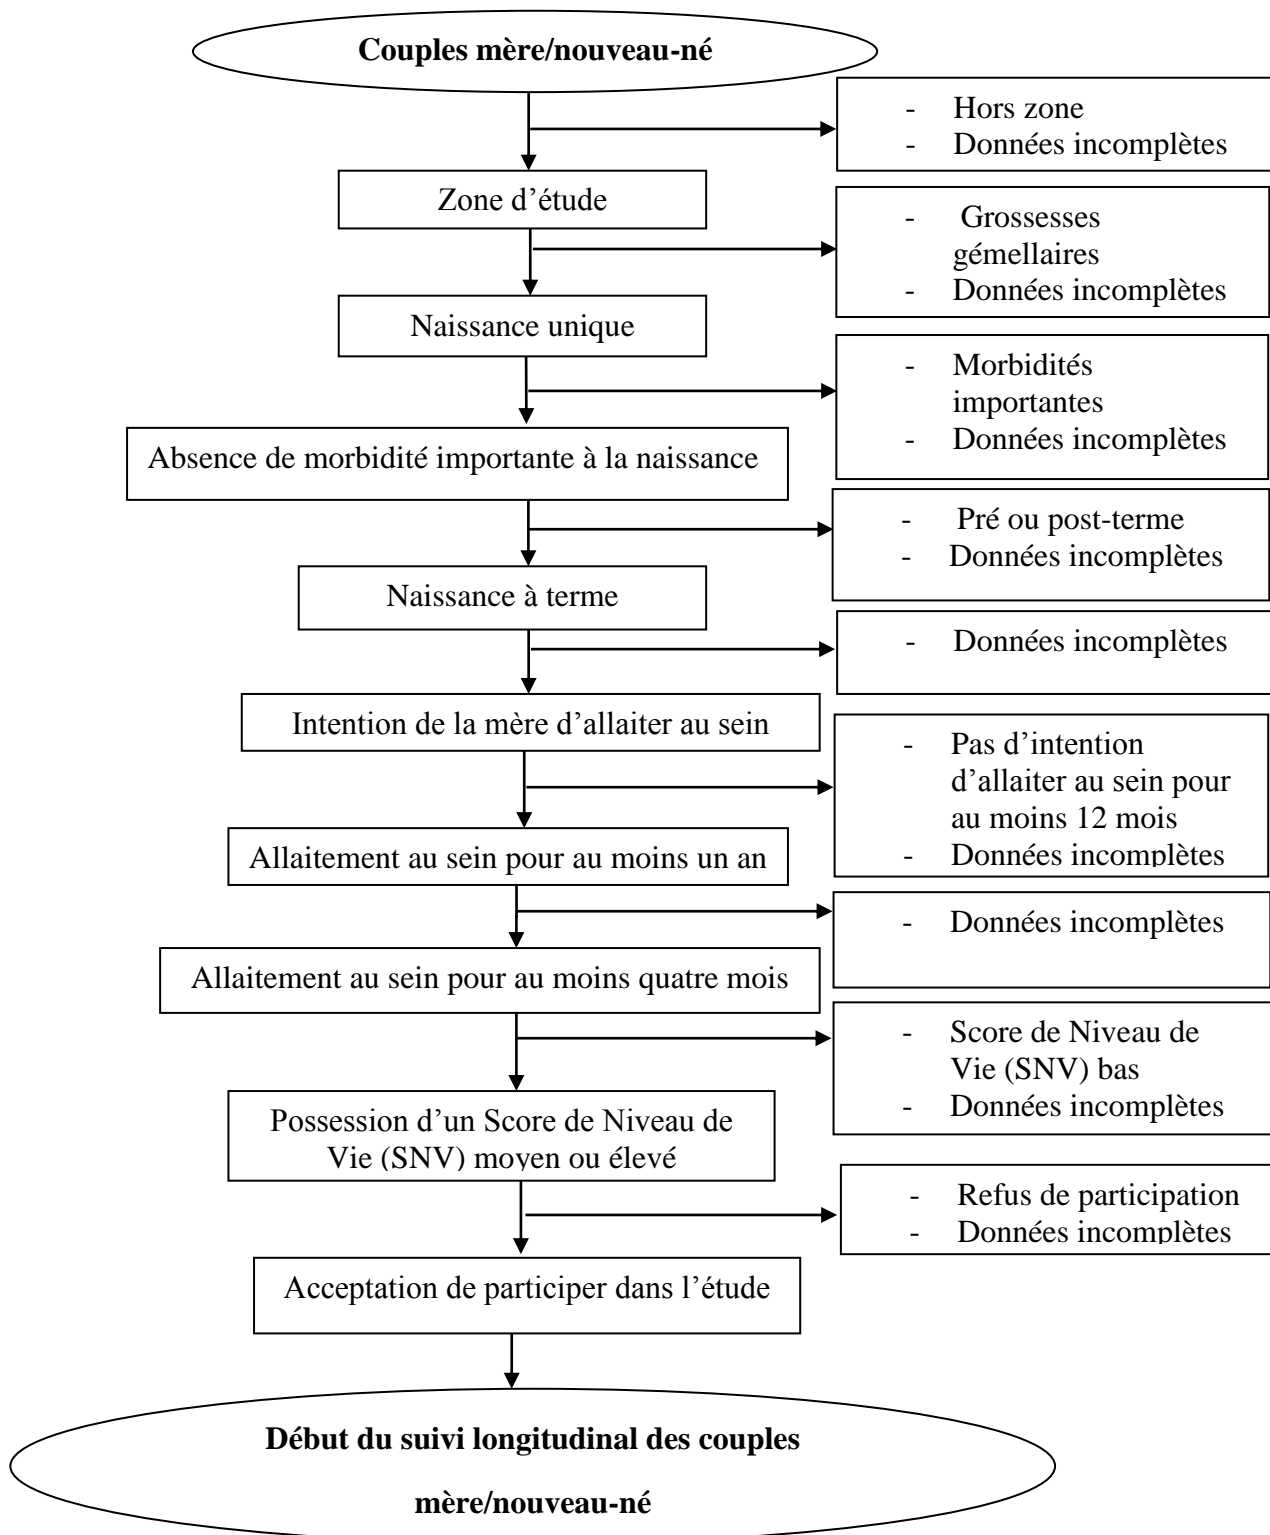 Couples mère/nouveau-né
- Hors zone
- Données incomplètes
Zone d’étude
- Grossesses
gémellaires
- Données incomplètes
Naissance unique
- Morbidités
importantes
- Données incomplètes
Absence de morbidité importante à la naissance
- Pré ou post-terme
- Données incomplètes
Naissance à terme
- Données incomplètes
Intention de la mère d’allaiter au sein
- Pas d’intention
d’allaiter au sein pour
au moins 12 mois
- Données incomplètes
Allaitement au sein pour au moins un an
- Données incomplètes
Allaitement au sein pour au moins quatre mois
- Score de Niveau de
Vie (SNV) bas
- Données incomplètes
Possession d’un Score de Niveau de
Vie (SNV) moyen ou élevé
- Refus de participation
- Données incomplètes
Acceptation de participer dans l’étude
Début du suivi longitudinal des couples
mère/nouveau-né